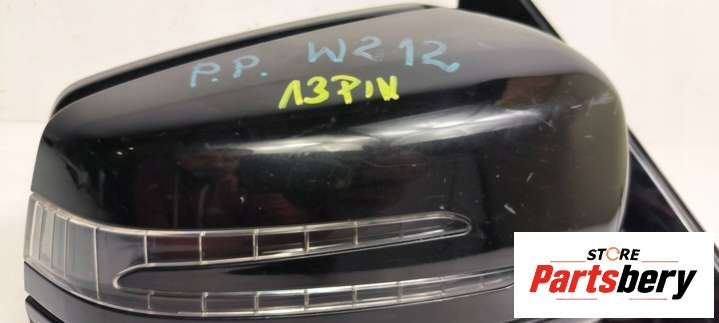 P.P. W212
13PIN
STORE
Partsbery